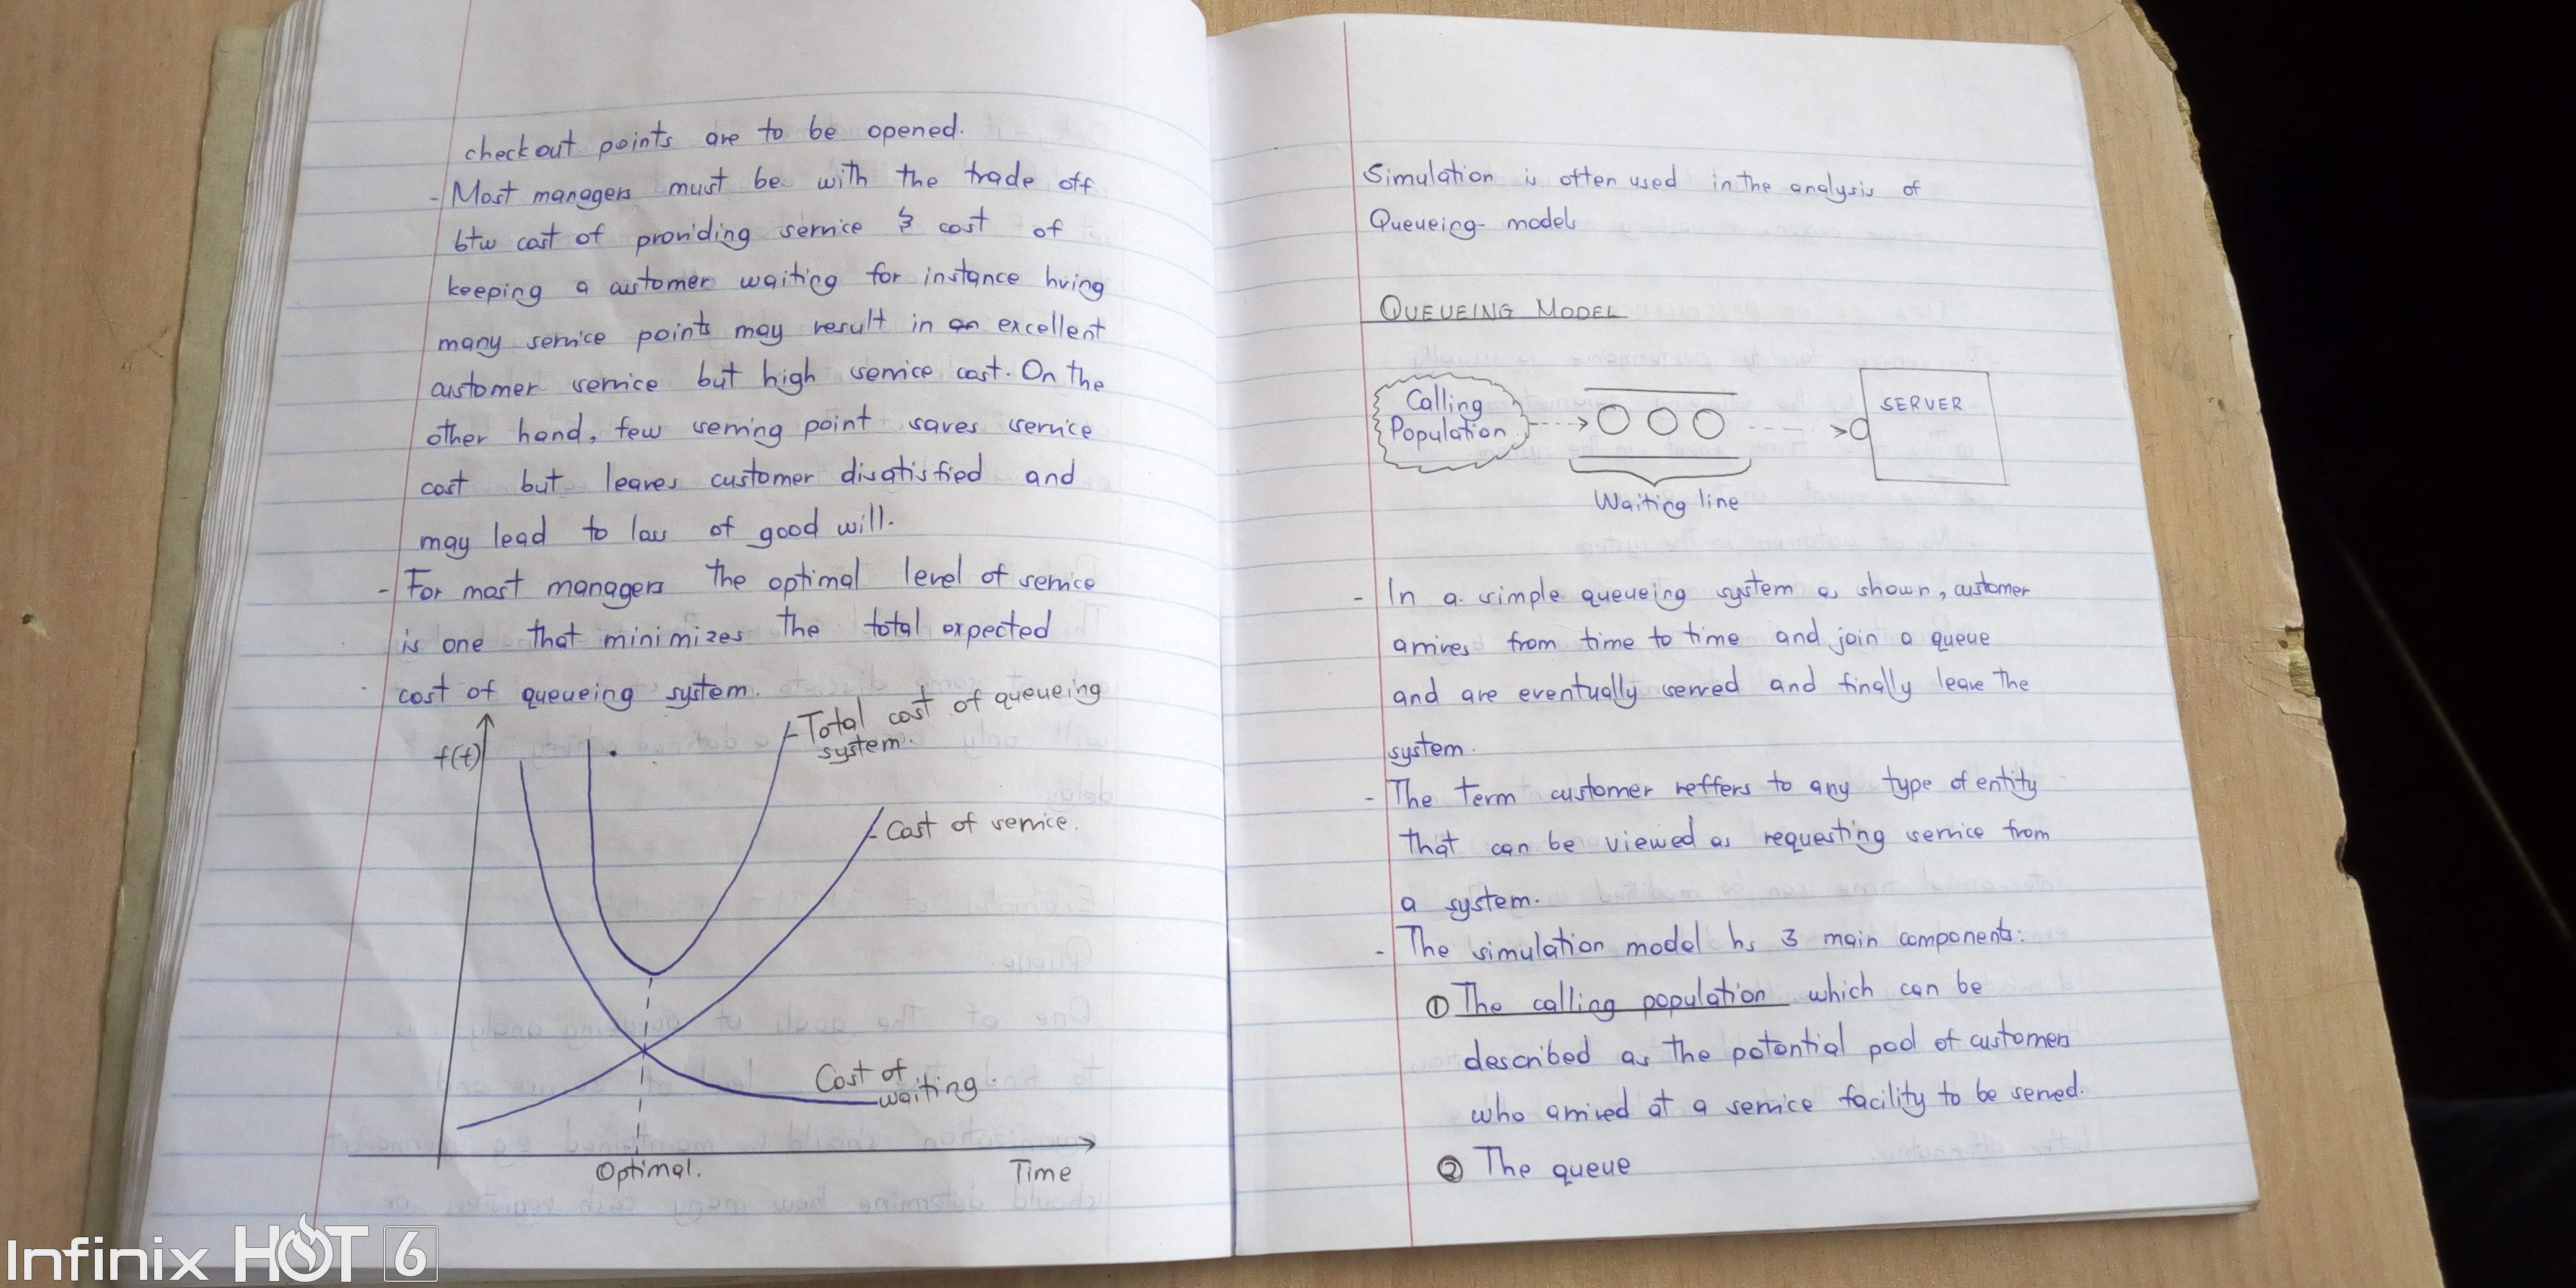 checkout points are to be opened.
- Most managers must be with the trade off
btw cost of providing service & cost of
keeping a customer waiting for instance hving
many service points may result in an excellent
customer service but high service cost. On the
other hand, few serving point saves service
cost but leaves customer disatisfied and
may lead to loss of good will.
- For most managers the optimal level of service
is one that minimizes the total expected
cost of queueing system.
f(t)
Total cost of queueing
system.
Cost of service.
Cost of
waiting.
Optimal.
Time
Simulation is often used in the analysis of
Queueing models
QUEUEING MODEL
Calling
Population
SERVER
Waiting line
- In a simple queueing system as shown, customer
arrives from time to time and join a queue
and are eventually served and finally leave the
system.
- The term customer reffers to any type of entity
that can be viewed as requesting service from
a system.
- The simulation model hs 3 main components:
① The calling population which can be
described as the potential pool of customers
who arrived at a service facility to be served.
② The queue
Infinix HOT 6